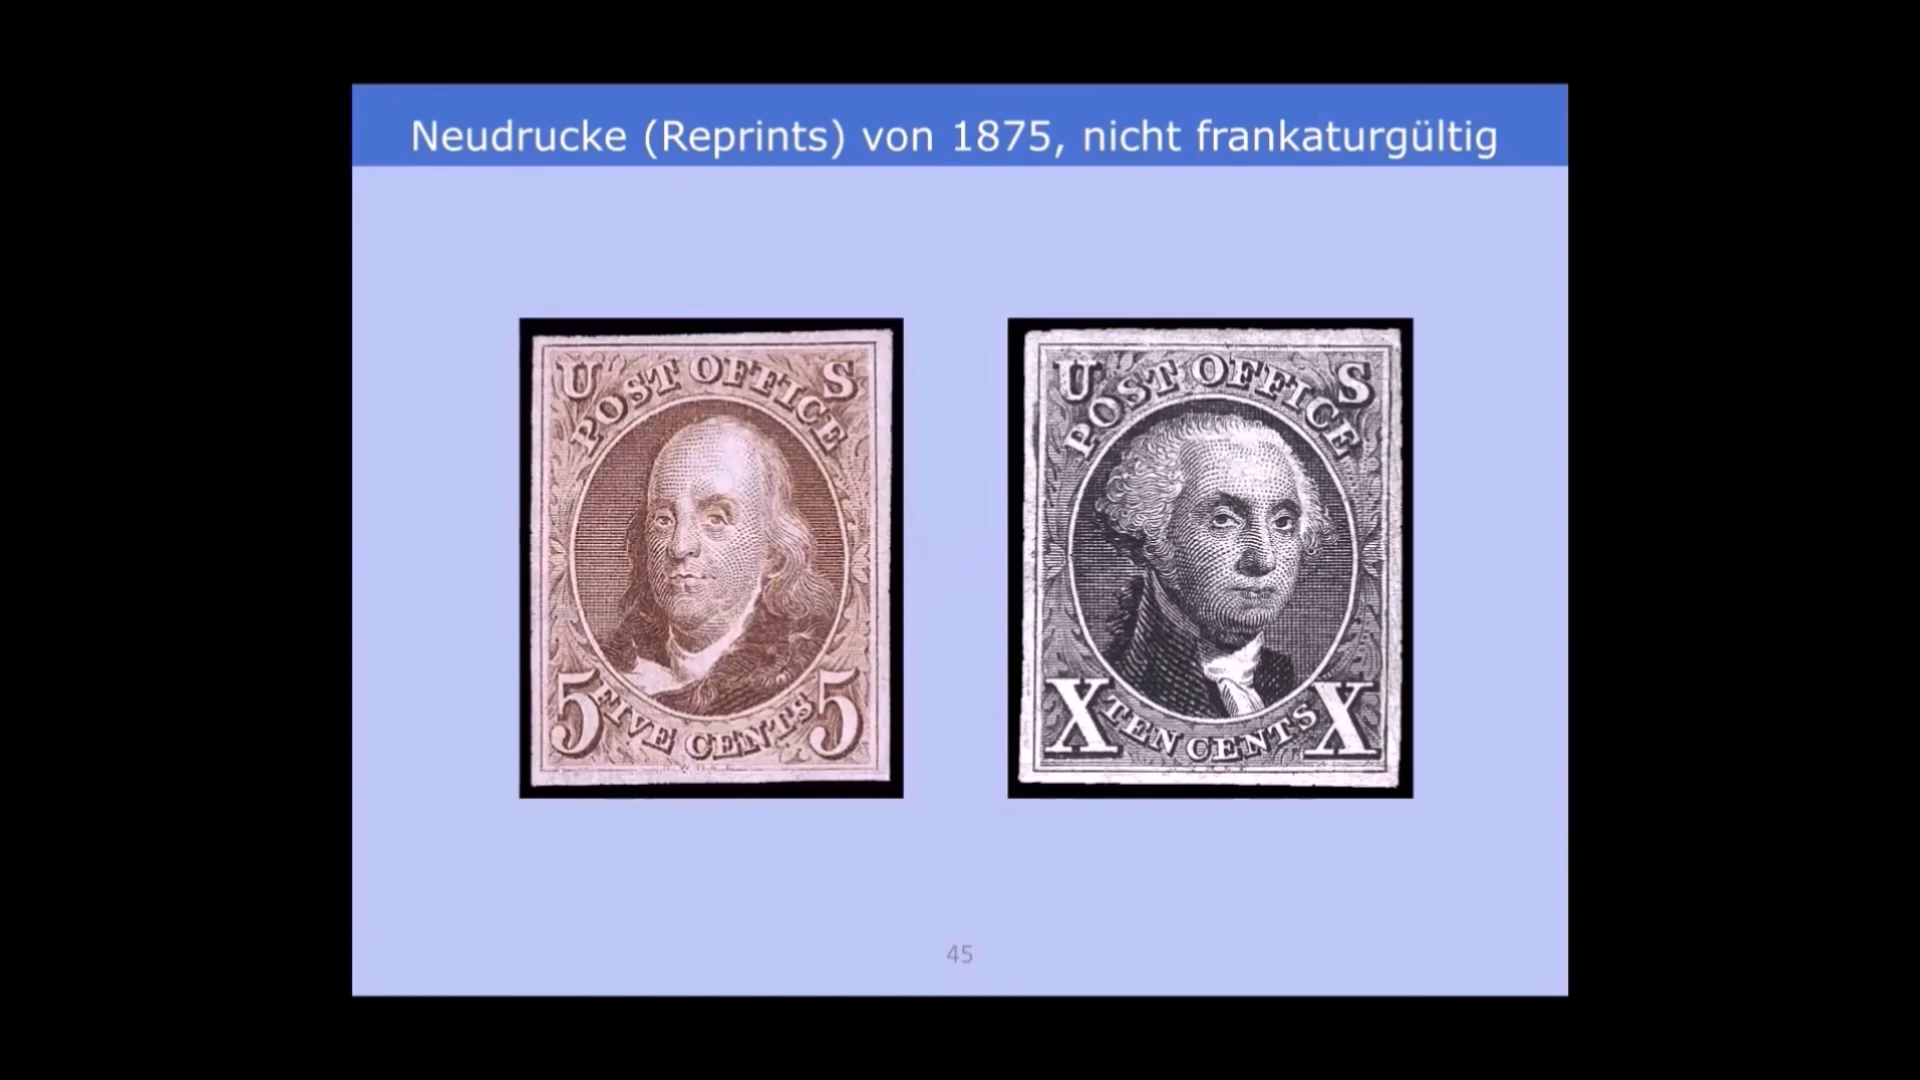 Neudrucke (Reprints) von 1875, nicht frankaturgültig
U S
POST OFFICE
5 FIVE CENTS 5
U S
POST OFFICE
X TEN CENTS X
45